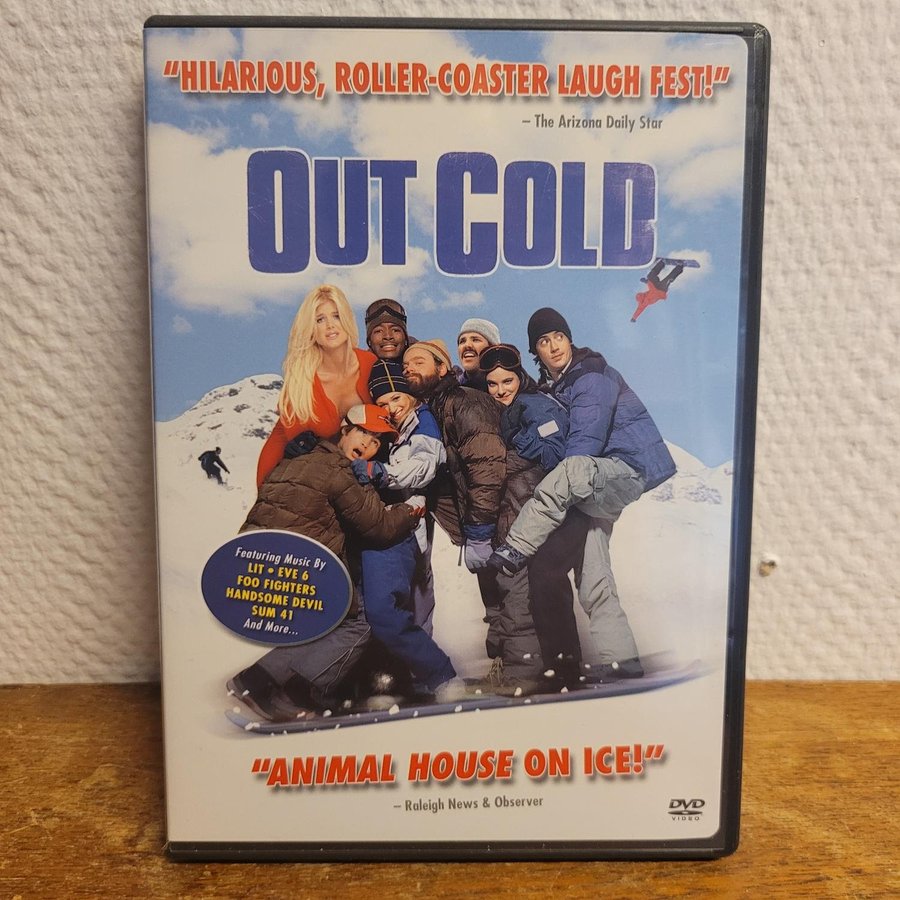 “HILARIOUS, ROLLER-COASTER LAUGH FEST!”
– The Arizona Daily Star
OUT COLD
Featuring Music By
LIT • EVE 6
FOO FIGHTERS
HANDSOME DEVIL
SUM 41
And More...
“ANIMAL HOUSE ON ICE!”
– Raleigh News & Observer
DVD
VIDEO